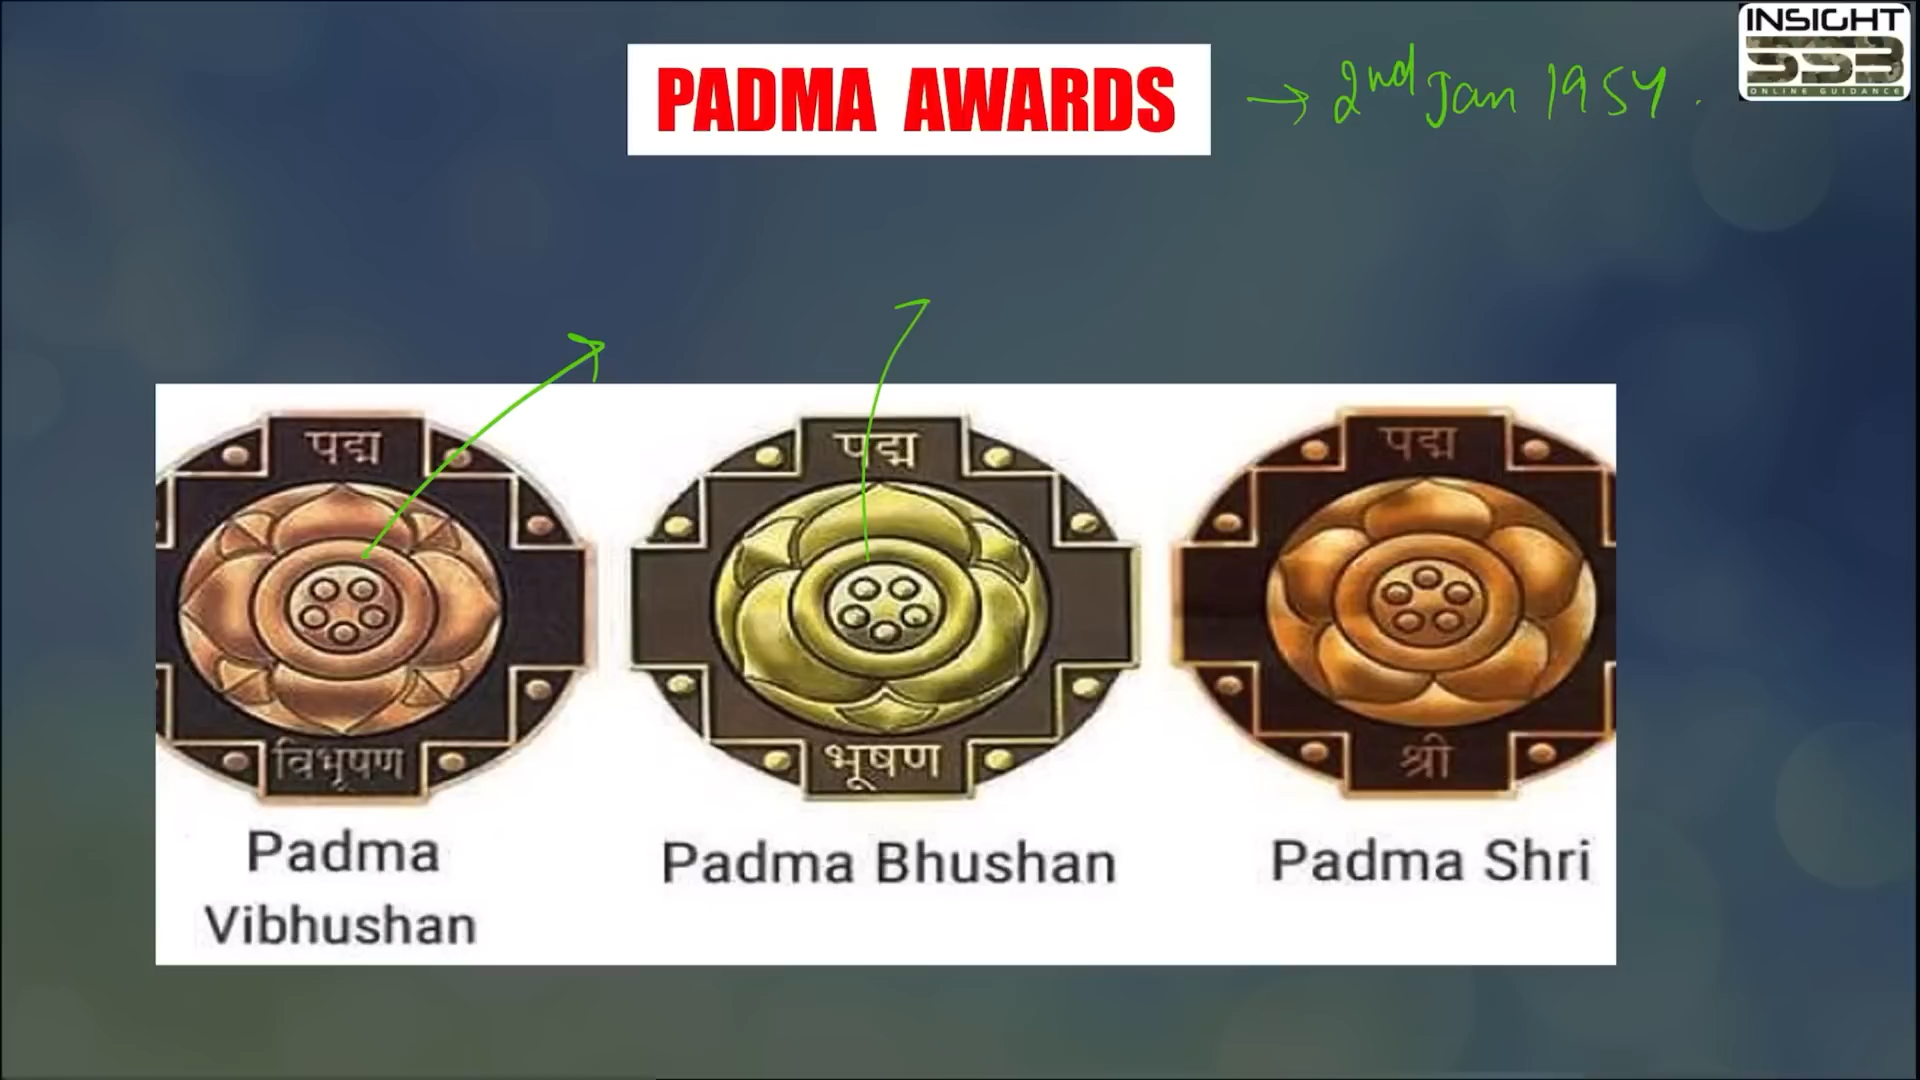 PADMA AWARDS → 2nd Jan 1954.
INSIGHT
SSB
ONLINE GUIDANCE
पद्म
पद्म
पद्म
विभूषण
भूषण
श्री
Padma
Vibhushan
Padma Bhushan
Padma Shri